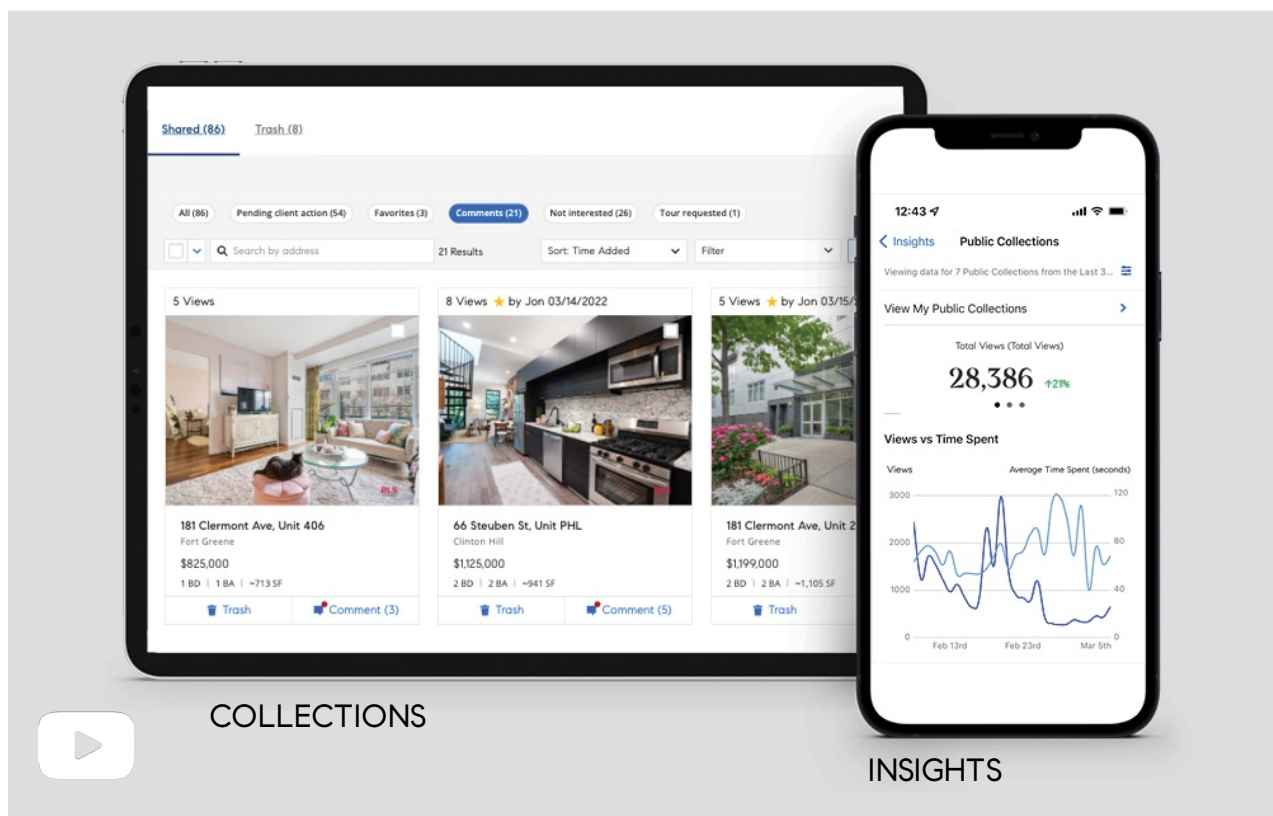 Shared (86) Trash (8)
All (86) Pending client action (54) Favorites (3) Comments (21) Not interested (26) Tour requested (1)
Search by address 21 Results Sort: Time Added Filter
5 Views
RLS
181 Clermont Ave, Unit 406
Fort Greene
$825,000
1 BD | 1 BA | ~713 SF
Trash Comment (3)
8 Views ★ by Jon 03/14/2022
RLS
66 Steuben St, Unit PHL
Clinton Hill
$1,125,000
2 BD | 2 BA | ~941 SF
Trash Comment (5)
5 Views ★ by Jon 03/15/
181 Clermont Ave, Unit 2
Fort Greene
$1,199,000
2 BD | 2 BA | ~1,105 SF
Trash
COLLECTIONS
12:43
Insights Public Collections
Viewing data for 7 Public Collections from the Last 3...
View My Public Collections
Total Views (Total Views)
28,386 ↑21%
Views vs Time Spent
Views Average Time Spent (seconds)
3000 120
2000 80
1000 40
0 0
Feb 13rd Feb 23rd Mar 5th
INSIGHTS